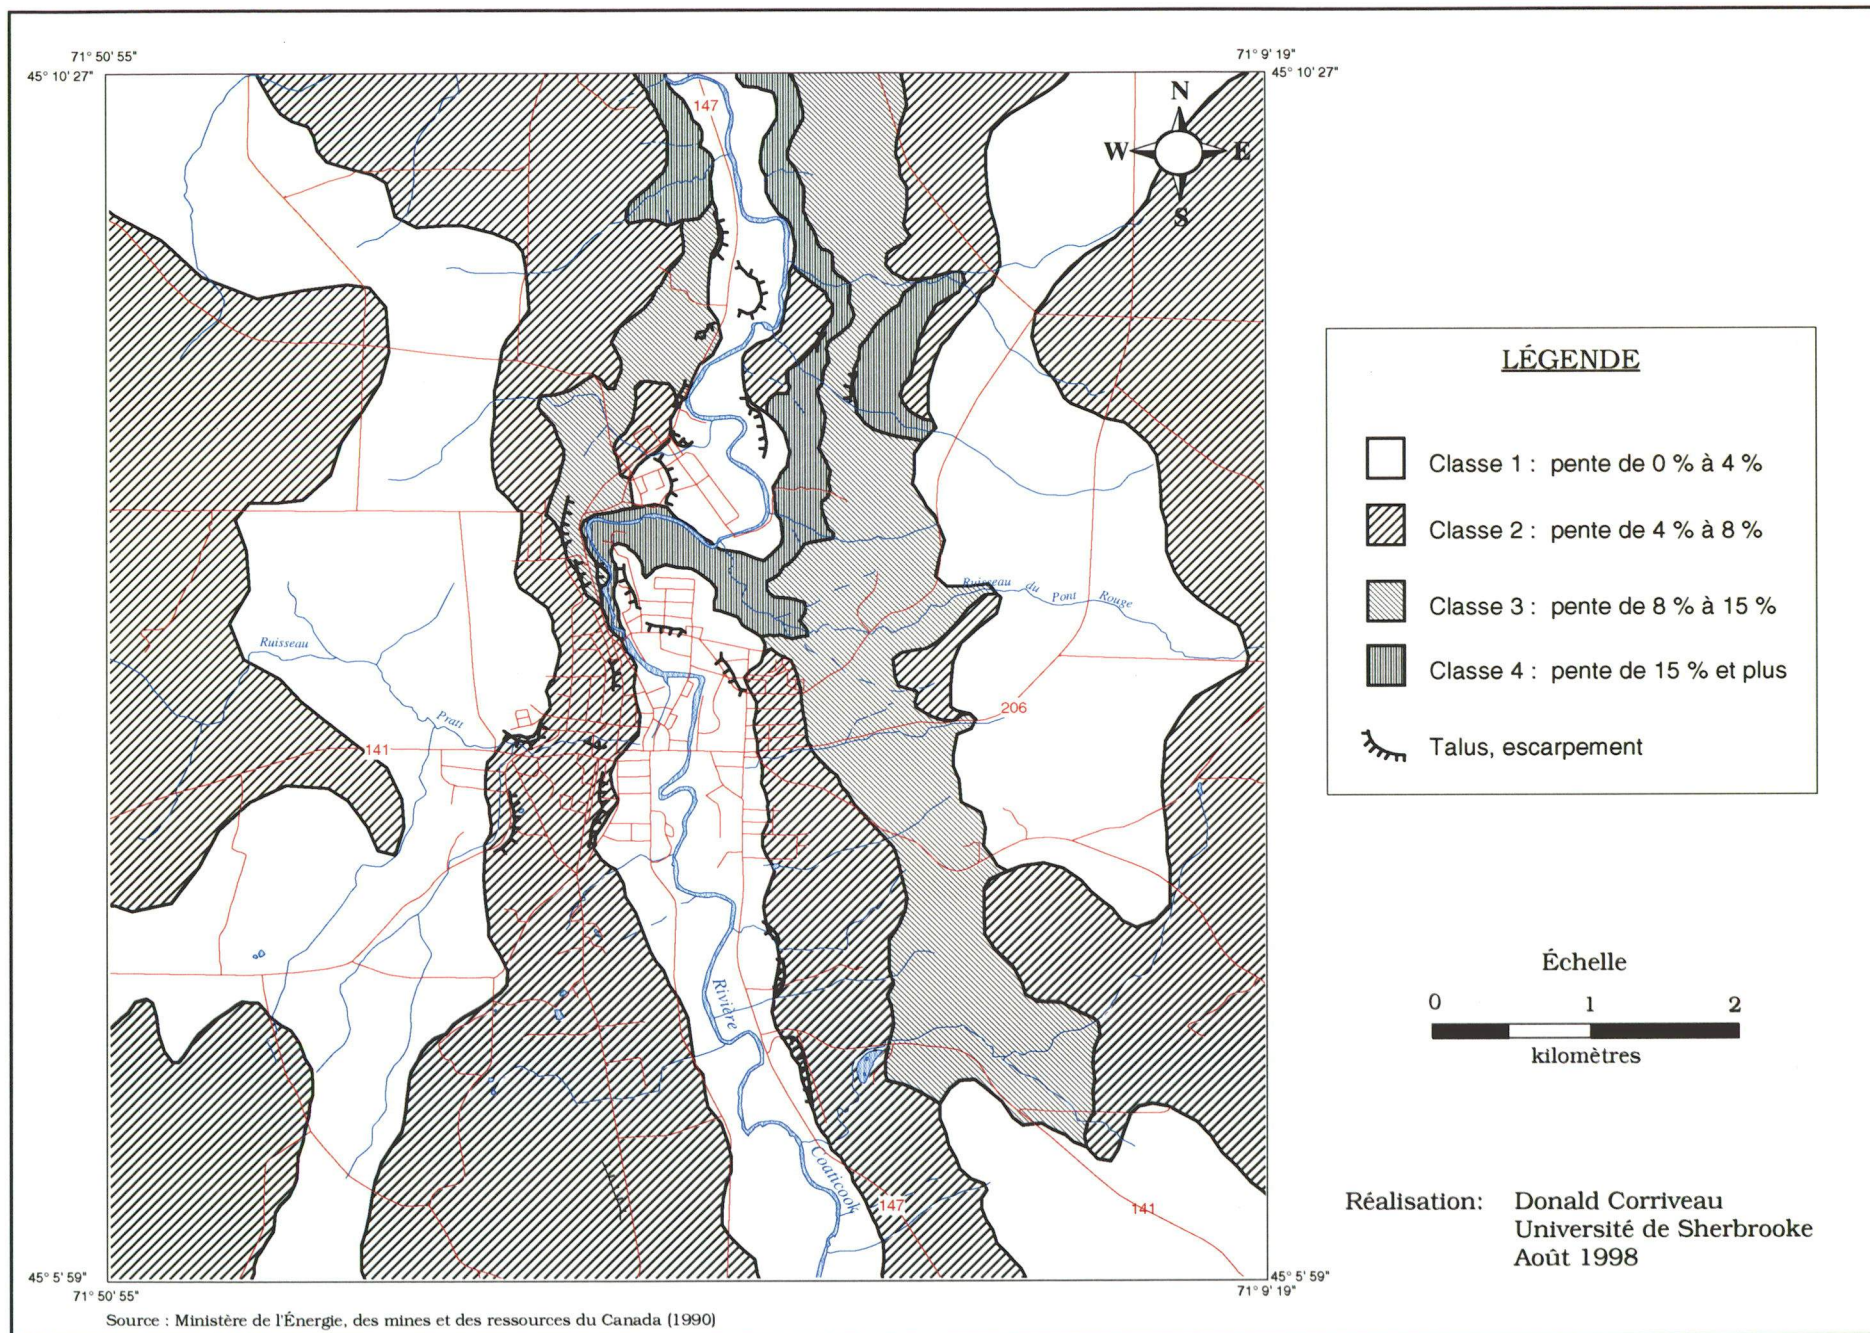 71° 50' 55"
71° 9' 19"
45° 10' 27"
45° 10' 27"
147
N
W
E
S
Ruisseau du Pont Rouge
Ruisseau
Pratt
206
141
Rivière
Coaticook
147
141
45° 5' 59"
45° 5' 59"
71° 50' 55"
71° 9' 19"
Source : Ministère de l'Énergie, des mines et des ressources du Canada (1990)
LÉGENDE
Classe 1 : pente de 0 % à 4 %
Classe 2 : pente de 4 % à 8 %
Classe 3 : pente de 8 % à 15 %
Classe 4 : pente de 15 % et plus
Talus, escarpement
Échelle
0 1 2
kilomètres
Réalisation: Donald Corriveau
Université de Sherbrooke
Août 1998